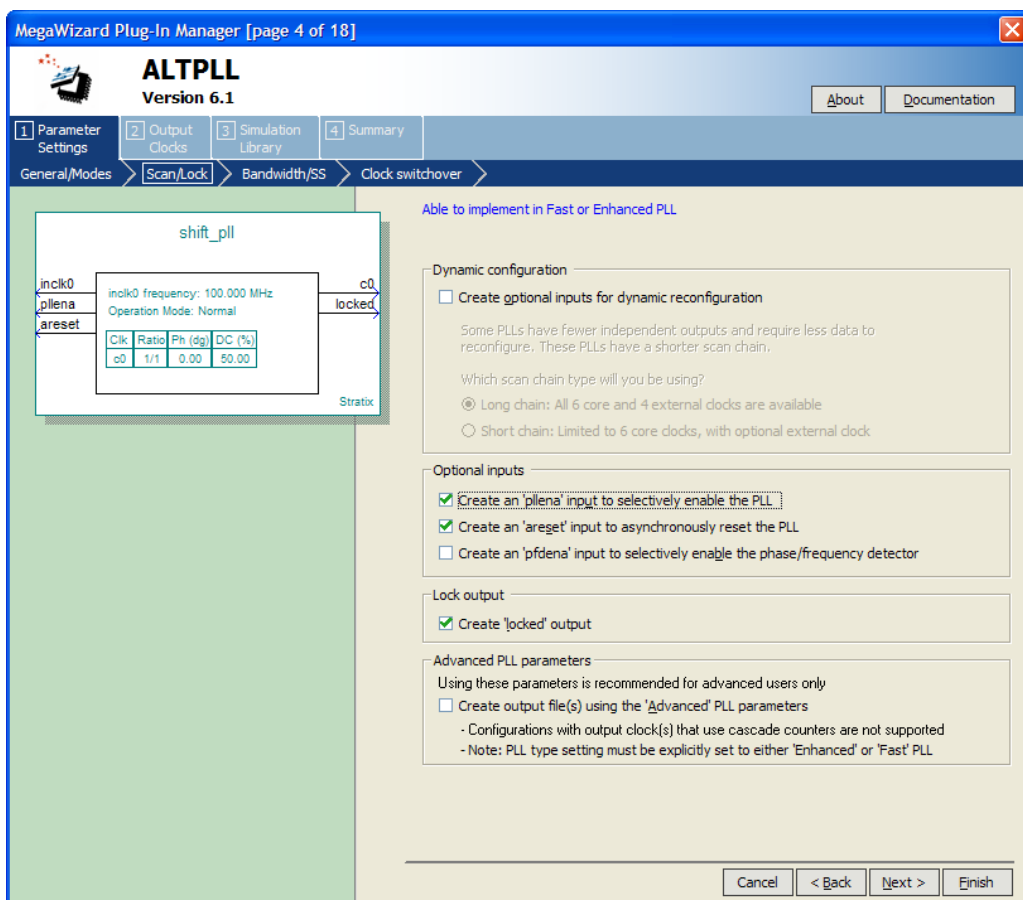 MegaWizard Plug-In Manager [page 4 of 18]
ALTPLL
Version 6.1
About
Documentation
1 Parameter Settings
2 Output Clocks
3 Simulation Library
4 Summary
General/Modes
Scan/Lock
Bandwidth/SS
Clock switchover
shift_pll
inclk0
pllena
areset
inclk0 frequency: 100.000 MHz
Operation Mode: Normal
Clk Ratio Ph (dg) DC (%)
c0 1/1 0.00 50.00
c0
locked
Stratix
Able to implement in Fast or Enhanced PLL
Dynamic configuration
Create optional inputs for dynamic reconfiguration
Some PLLs have fewer independent outputs and require less data to
reconfigure. These PLLs have a shorter scan chain.
Which scan chain type will you be using?
Long chain: All 6 core and 4 external clocks are available
Short chain: Limited to 6 core clocks, with optional external clock
Optional inputs
Create an 'pllena' input to selectively enable the PLL
Create an 'areset' input to asynchronously reset the PLL
Create an 'pfdena' input to selectively enable the phase/frequency detector
Lock output
Create 'locked' output
Advanced PLL parameters
Using these parameters is recommended for advanced users only
Create output file(s) using the 'Advanced' PLL parameters
- Configurations with output clock(s) that use cascade counters are not supported
- Note: PLL type setting must be explicitly set to either 'Enhanced' or 'Fast' PLL
Cancel
< Back
Next >
Finish